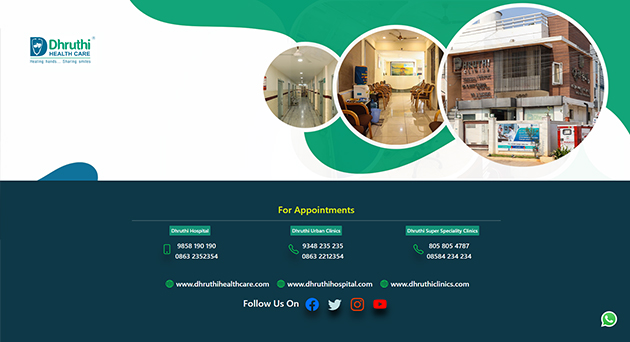 Dhruthi
HEALTH CARE
Healing hands... Sharing smiles
DHRUTHI
CLINICS
For Appointments
Dhruthi Hospital
9858 190 190
0863 2352354
Dhruthi Urban Clinics
9348 235 235
0863 2212354
Dhruthi Super Speciality Clinics
805 805 4787
08584 234 234
www.dhruthihealthcare.com
www.dhruthihospital.com
www.dhruthiclinics.com
Follow Us On